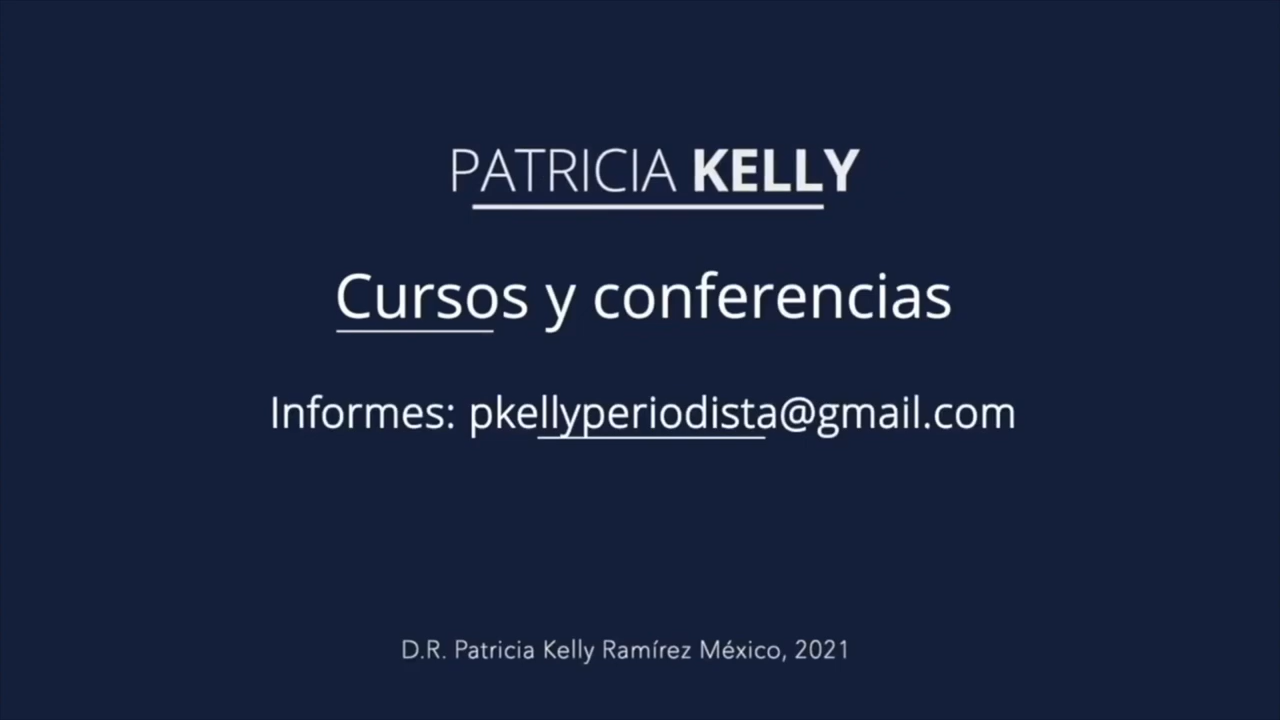 PATRICIA KELLY
Cursos y conferencias
Informes: pkellyperiodista@gmail.com
D.R. Patricia Kelly Ramírez México, 2021